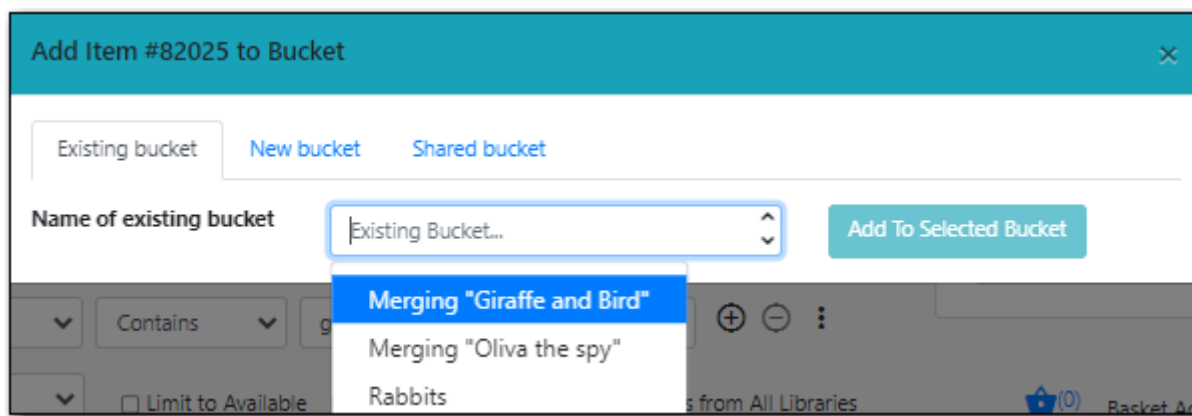 Add Item #82025 to Bucket
×
Existing bucket New bucket Shared bucket
Name of existing bucket Existing Bucket... Add To Selected Bucket
Merging "Giraffe and Bird"
Contains g
Merging "Oliva the spy"
Rabbits
Limit to Available s from All Libraries (0) Basket Ac